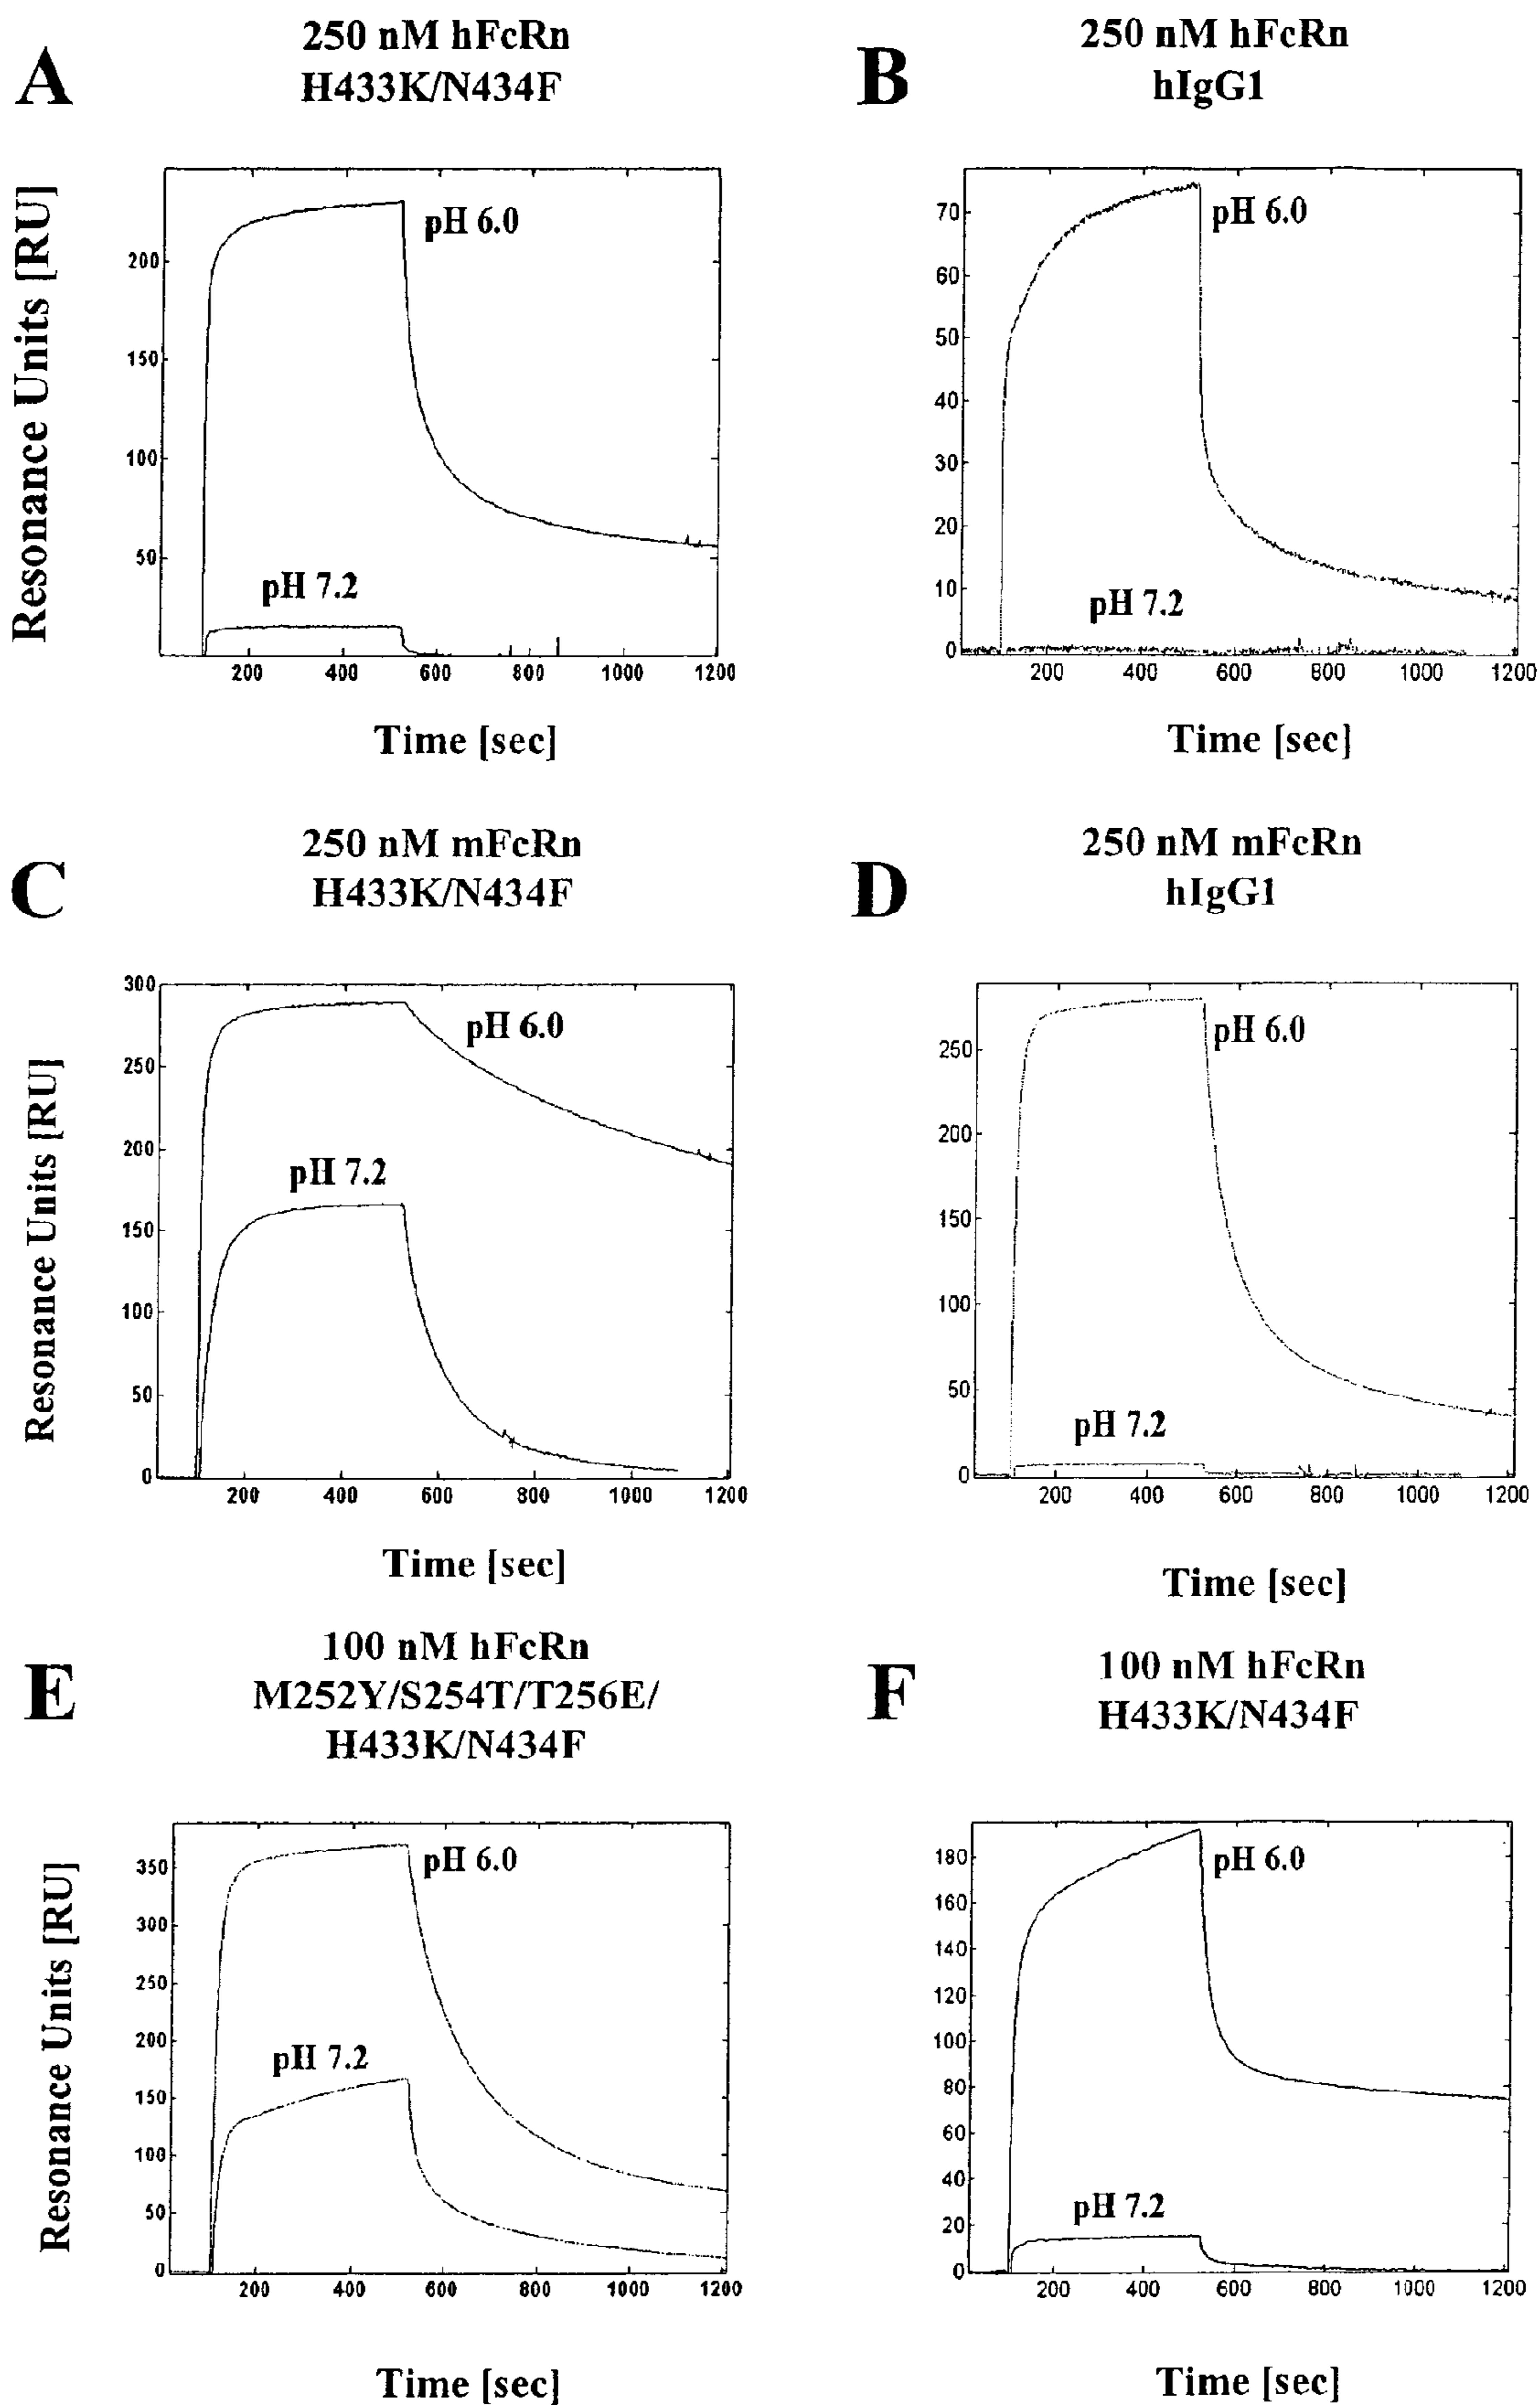 A
250 nM hFcRn
H433K/N434F
Resonance Units [RU]
200
150
100
50
pH 6.0
pH 7.2
200 400 600 800 1000 1200
Time [sec]
B
250 nM hFcRn
hIgG1
70
60
50
40
30
20
10
0
pH 6.0
pH 7.2
200 400 600 800 1000 1200
Time [sec]
C
250 nM mFcRn
H433K/N434F
Resonance Units [RU]
300
250
200
150
100
50
0
pH 6.0
pH 7.2
200 400 600 800 1000 1200
Time [sec]
D
250 nM mFcRn
hIgG1
250
200
150
100
50
0
pH 6.0
pH 7.2
200 400 600 800 1000 1200
Time [sec]
E
100 nM hFcRn
M252Y/S254T/T256E/
H433K/N434F
Resonance Units [RU]
350
300
250
200
150
100
50
0
pH 6.0
pH 7.2
200 400 600 800 1000 1200
Time [sec]
F
100 nM hFcRn
H433K/N434F
180
160
140
120
100
80
60
40
20
0
pH 6.0
pH 7.2
200 400 600 800 1000 1200
Time [sec]